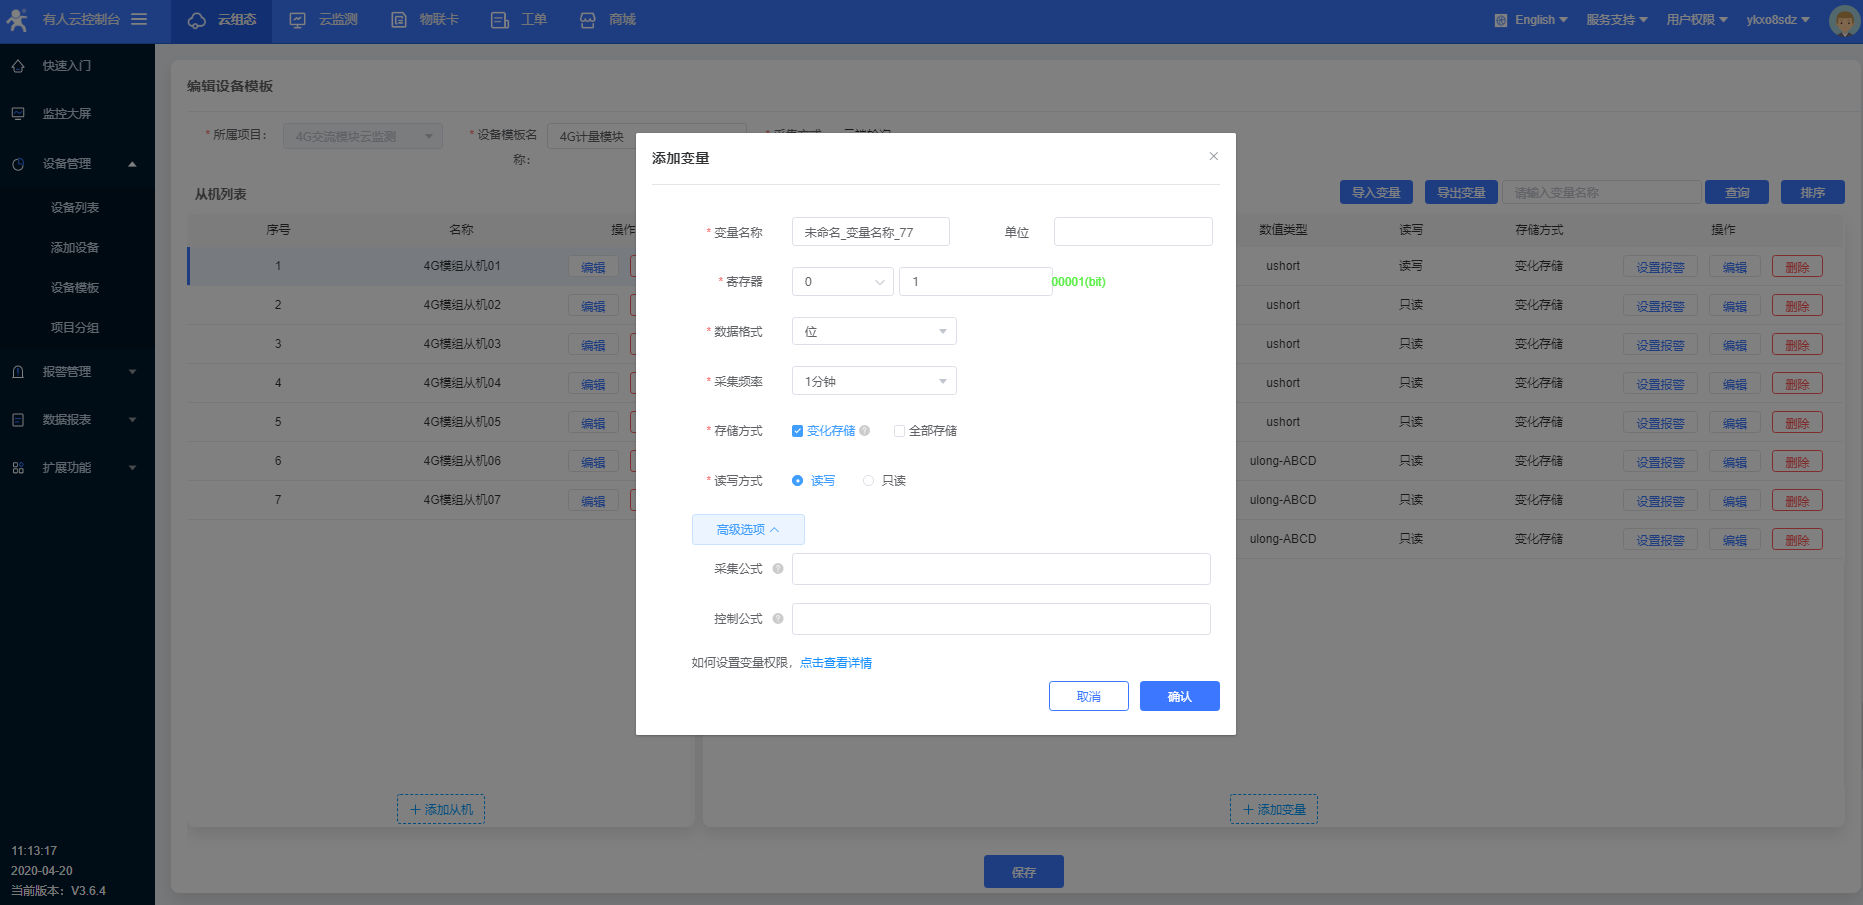 有人云控制台
云组态
云监测
物联卡
工单
商城
English
服务支持
用户权限
ykxo8sdz
快速入门
监控大屏
设备管理
设备列表
添加设备
设备模板
项目分组
报警管理
数据报表
扩展功能
11:13:17
2020-04-20
当前版本：V3.6.4
编辑设备模板
* 所属项目： 4G交流模块云监测
* 设备模板名称： 4G计量模块
从机列表
导入变量 导出变量 请输入变量名称 查询 排序
序号 名称 操作
1 4G模组从机01 编辑
2 4G模组从机02 编辑
3 4G模组从机03 编辑
4 4G模组从机04 编辑
5 4G模组从机05 编辑
6 4G模组从机06 编辑
7 4G模组从机07 编辑
+ 添加从机
数值类型 读写 存储方式 操作
ushort 读写 变化存储 设置报警 编辑 删除
ushort 只读 变化存储 设置报警 编辑 删除
ushort 只读 变化存储 设置报警 编辑 删除
ushort 只读 变化存储 设置报警 编辑 删除
ushort 只读 变化存储 设置报警 编辑 删除
ulong-ABCD 只读 变化存储 设置报警 编辑 删除
ulong-ABCD 只读 变化存储 设置报警 编辑 删除
ulong-ABCD 只读 变化存储 设置报警 编辑 删除
+ 添加变量
保存
添加变量
* 变量名称 未命名_变量名称_77 单位
* 寄存器 0 1 00001(bit)
* 数据格式 位
* 采集频率 1分钟
* 存储方式 变化存储 全部存储
* 读写方式 读写 只读
高级选项
采集公式
控制公式
如何设置变量权限，点击查看详情
取消 确认